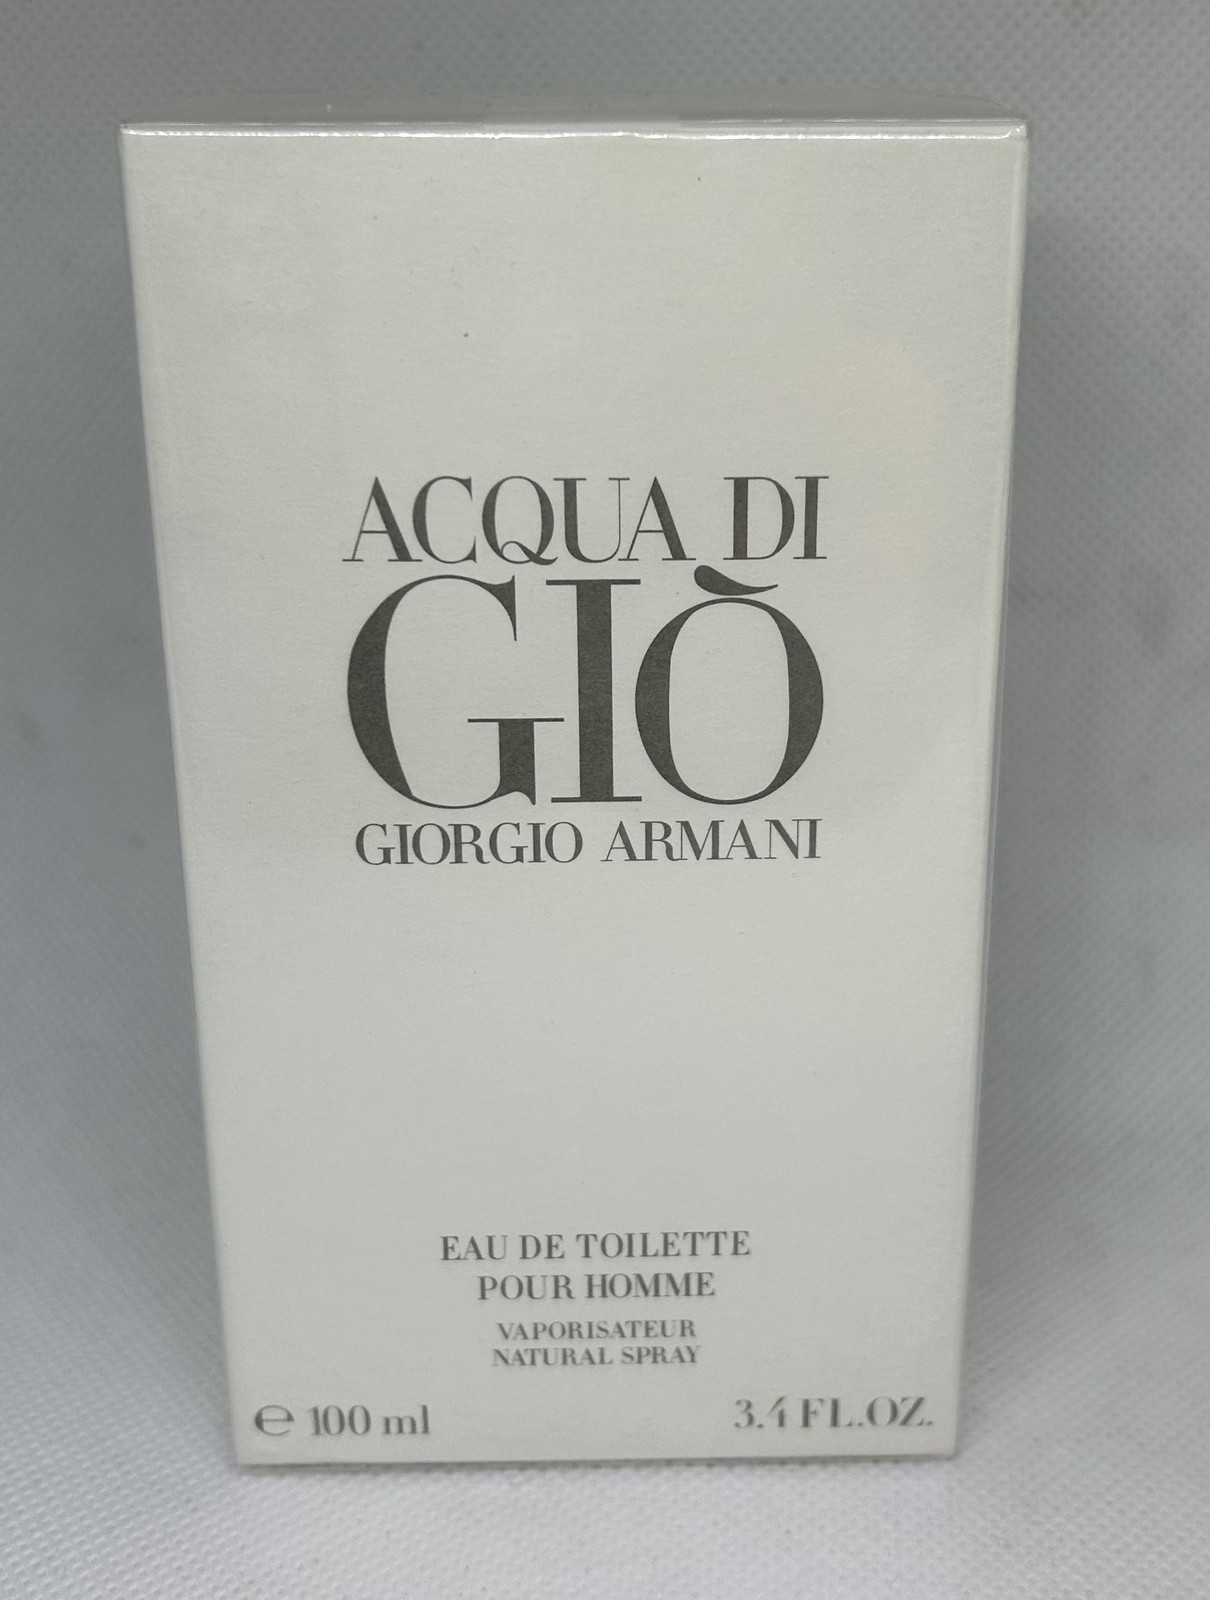 ACQUA DI
GIÒ
GIORGIO ARMANI
EAU DE TOILETTE
POUR HOMME
VAPORISATEUR
NATURAL SPRAY
℮ 100 ml 3.4 FL.OZ.